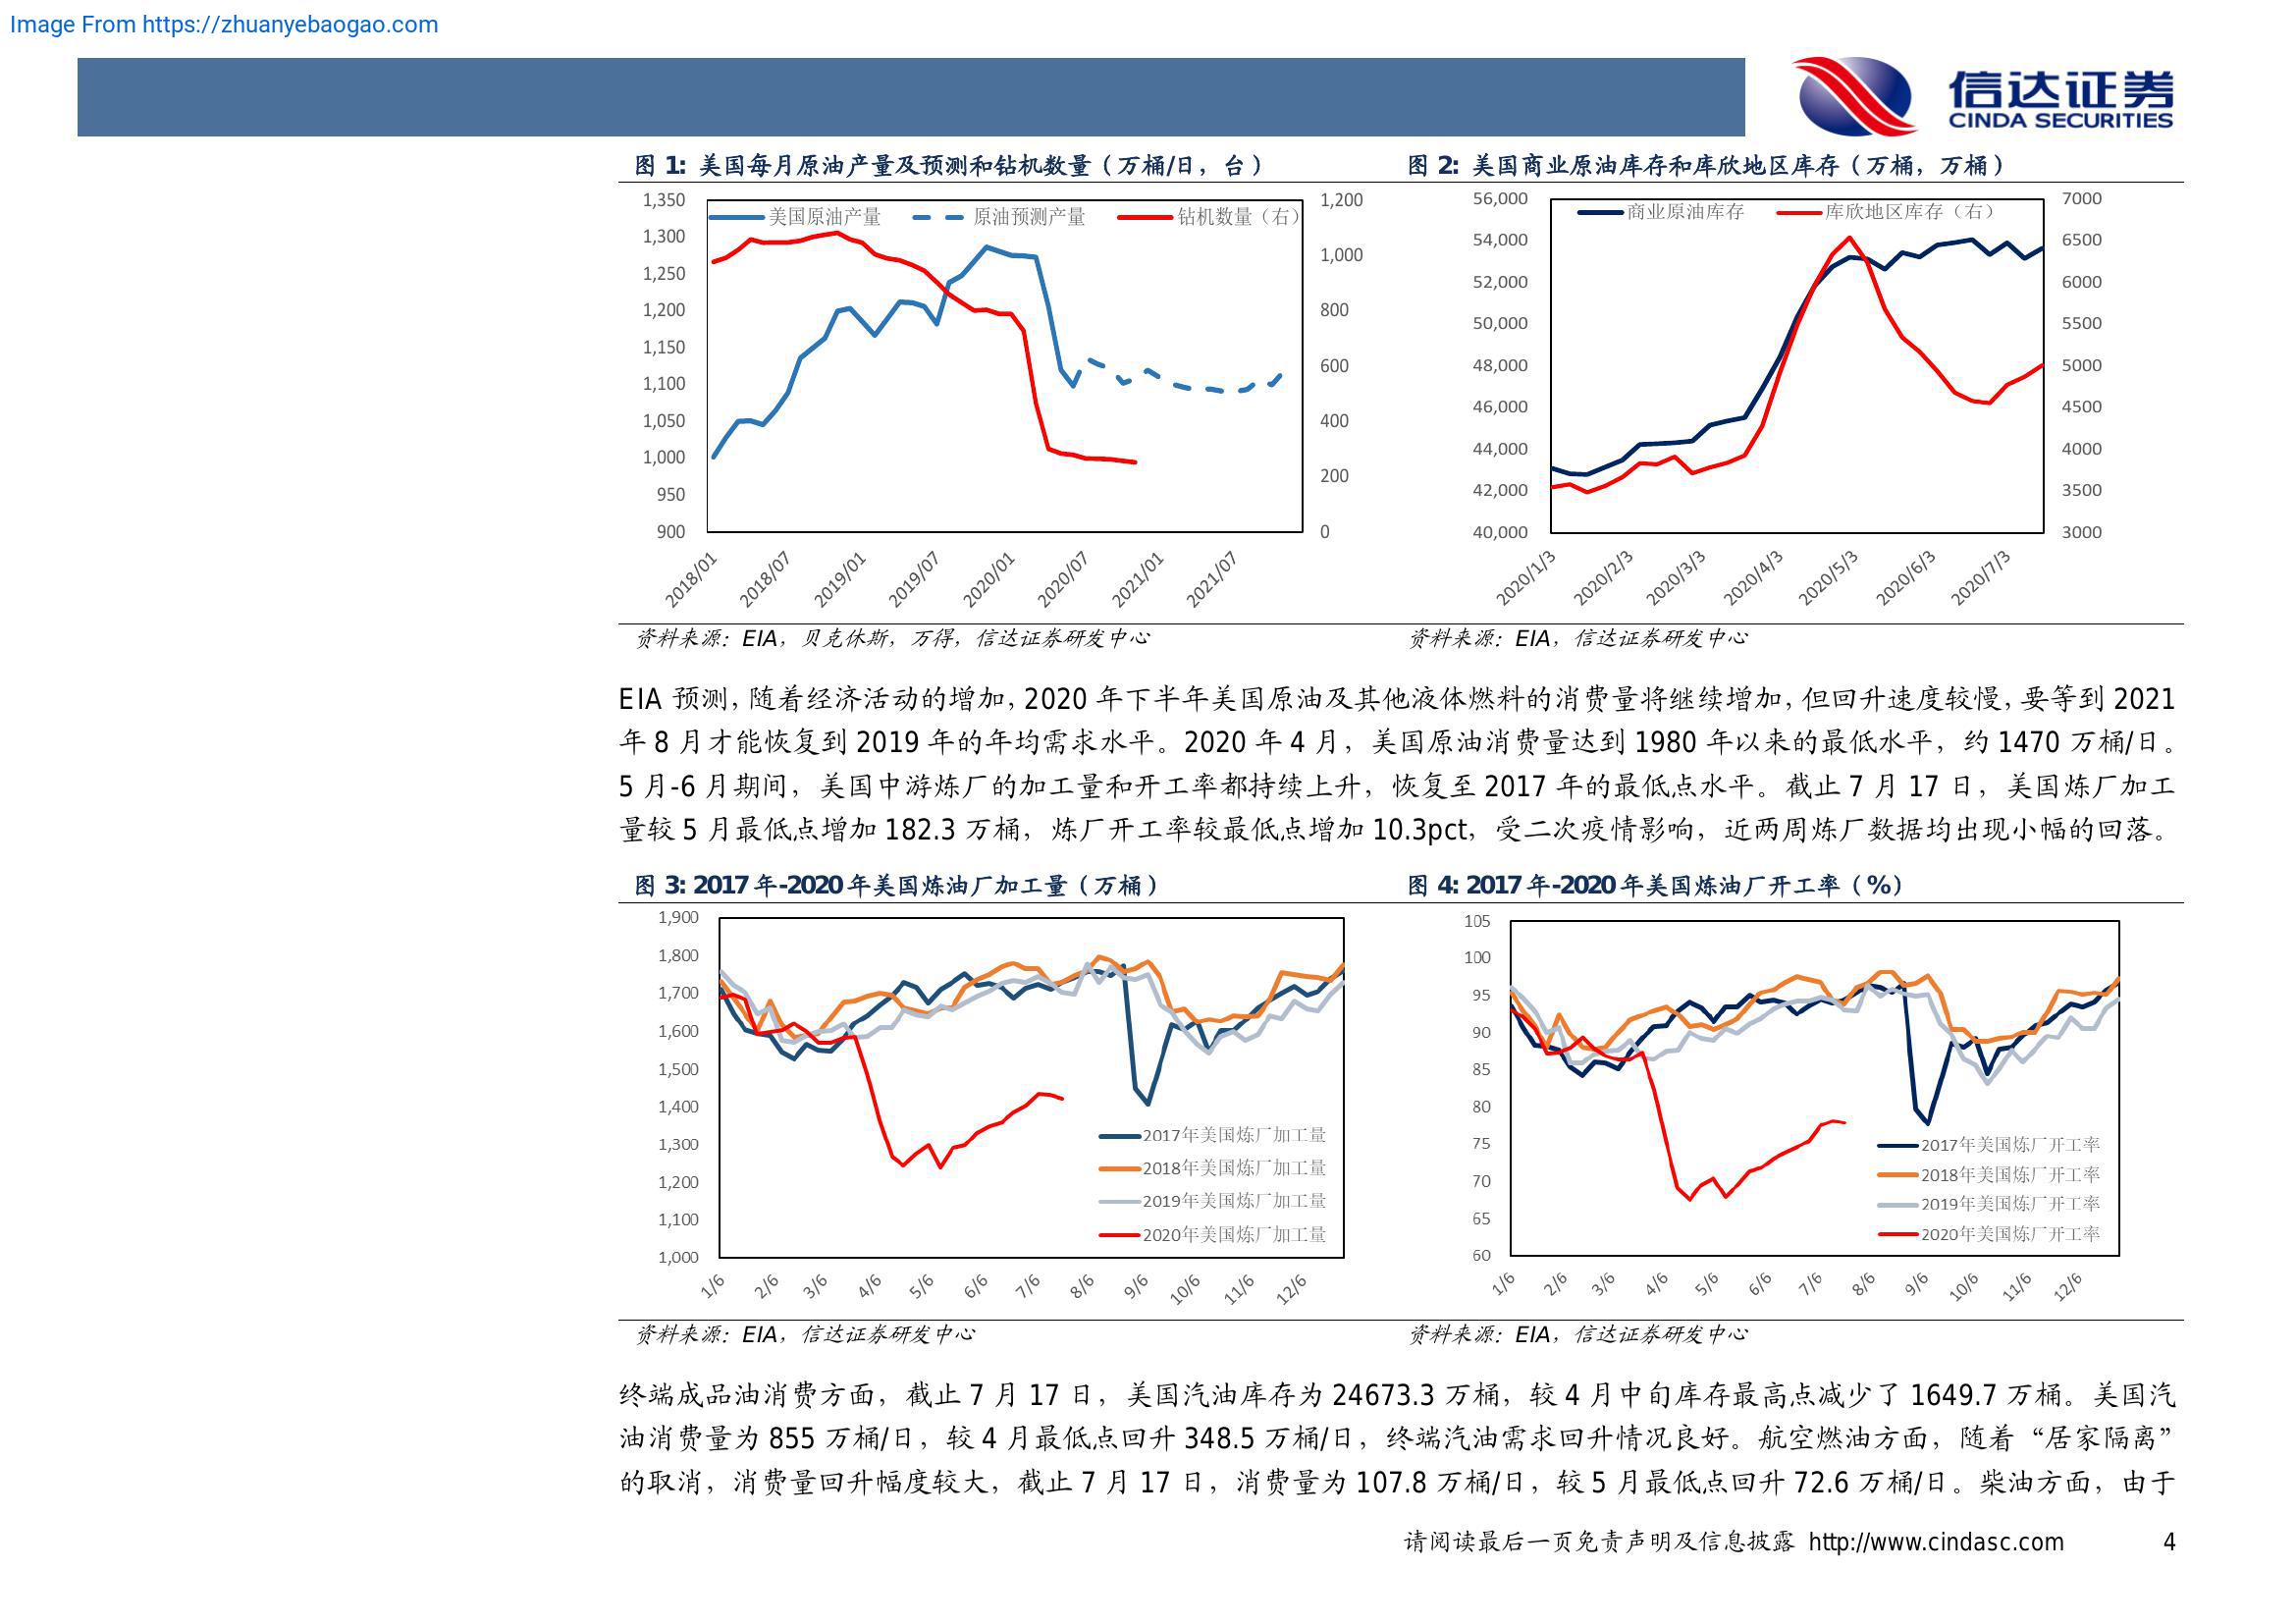 Image From https://zhuanyebaogao.com
信达证券
CINDA SECURITIES
图 1: 美国每月原油产量及预测和钻机数量（万桶/日，台）
1,350
1,300
1,250
1,200
1,150
1,100
1,050
1,000
950
900
美国原油产量 原油预测产量 钻机数量（右）
1,200
1,000
800
600
400
200
0
2018/01 2018/07 2019/01 2019/07 2020/01 2020/07 2021/01 2021/07
资料来源：EIA，贝克休斯，万得，信达证券研发中心
图 2: 美国商业原油库存和库欣地区库存（万桶，万桶）
56,000
54,000
52,000
50,000
48,000
46,000
44,000
42,000
40,000
商业原油库存 库欣地区库存（右）
7000
6500
6000
5500
5000
4500
4000
3500
3000
2020/1/3 2020/2/3 2020/3/3 2020/4/3 2020/5/3 2020/6/3 2020/7/3
资料来源：EIA，信达证券研发中心
EIA 预测，随着经济活动的增加，2020 年下半年美国原油及其他液体燃料的消费量将继续增加，但回升速度较慢，要等到 2021
年 8 月才能恢复到 2019 年的年均需求水平。2020 年 4 月，美国原油消费量达到 1980 年以来的最低水平，约 1470 万桶/日。
5 月-6 月期间，美国中游炼厂的加工量和开工率都持续上升，恢复至 2017 年的最低点水平。截止 7 月 17 日，美国炼厂加工
量较 5 月最低点增加 182.3 万桶，炼厂开工率较最低点增加 10.3pct，受二次疫情影响，近两周炼厂数据均出现小幅的回落。
图 3: 2017 年-2020 年美国炼油厂加工量（万桶）
1,900
1,800
1,700
1,600
1,500
1,400
1,300
1,200
1,100
1,000
2017年美国炼厂加工量
2018年美国炼厂加工量
2019年美国炼厂加工量
2020年美国炼厂加工量
1/6 2/6 3/6 4/6 5/6 6/6 7/6 8/6 9/6 10/6 11/6 12/6
资料来源：EIA，信达证券研发中心
图 4: 2017 年-2020 年美国炼油厂开工率（%）
105
100
95
90
85
80
75
70
65
60
2017年美国炼厂开工率
2018年美国炼厂开工率
2019年美国炼厂开工率
2020年美国炼厂开工率
1/6 2/6 3/6 4/6 5/6 6/6 7/6 8/6 9/6 10/6 11/6 12/6
资料来源：EIA，信达证券研发中心
终端成品油消费方面，截止 7 月 17 日，美国汽油库存为 24673.3 万桶，较 4 月中旬库存最高点减少了 1649.7 万桶。美国汽
油消费量为 855 万桶/日，较 4 月最低点回升 348.5 万桶/日，终端汽油需求回升情况良好。航空燃油方面，随着“居家隔离”
的取消，消费量回升幅度较大，截止 7 月 17 日，消费量为 107.8 万桶/日，较 5 月最低点回升 72.6 万桶/日。柴油方面，由于
请阅读最后一页免责声明及信息披露 http://www.cindasc.com 4